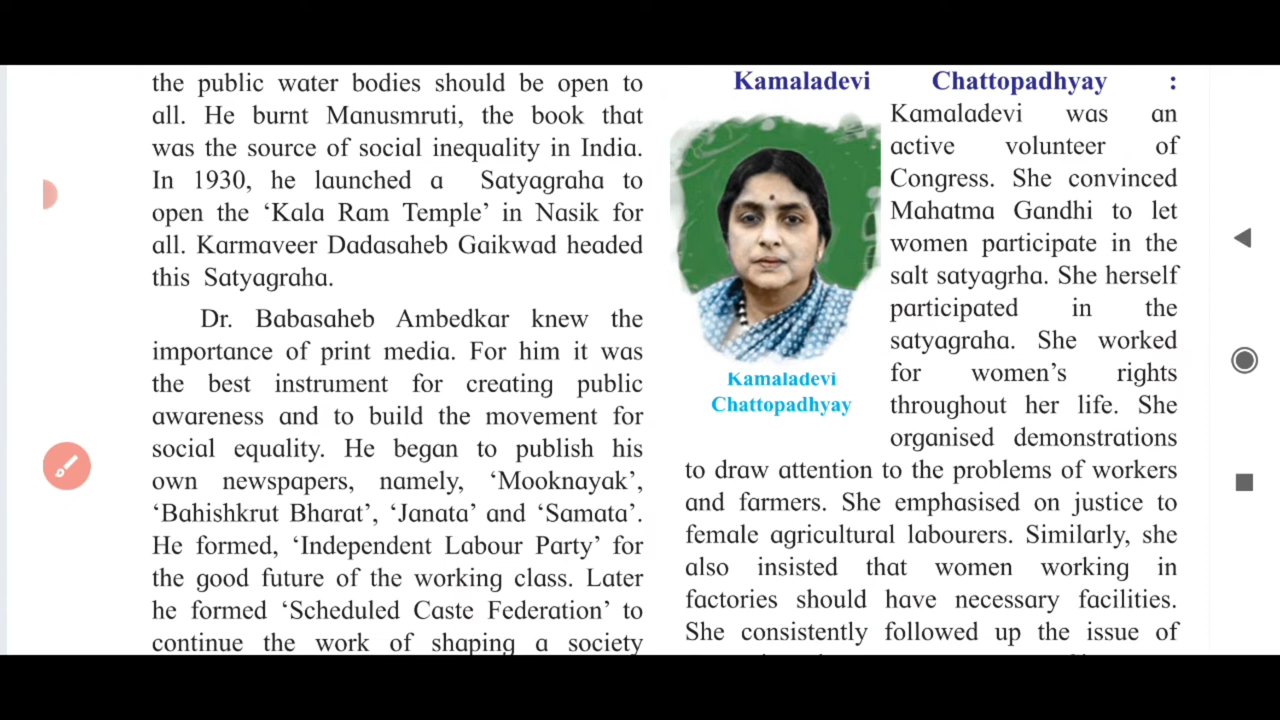 the public water bodies should be open to
all. He burnt Manusmruti, the book that
was the source of social inequality in India.
In 1930, he launched a Satyagraha to
open the ‘Kala Ram Temple’ in Nasik for
all. Karmaveer Dadasaheb Gaikwad headed
this Satyagraha.
Dr. Babasaheb Ambedkar knew the
importance of print media. For him it was
the best instrument for creating public
awareness and to build the movement for
social equality. He began to publish his
own newspapers, namely, ‘Mooknayak’,
‘Bahishkrut Bharat’, ‘Janata’ and ‘Samata’.
He formed, ‘Independent Labour Party’ for
the good future of the working class. Later
he formed ‘Scheduled Caste Federation’ to
continue the work of shaping a society
Kamaladevi Chattopadhyay :
Kamaladevi was an
active volunteer of
Congress. She convinced
Mahatma Gandhi to let
women participate in the
salt satyagrha. She herself
participated in the
satyagraha. She worked
for women’s rights
throughout her life. She
organised demonstrations
to draw attention to the problems of workers
and farmers. She emphasised on justice to
female agricultural labourers. Similarly, she
also insisted that women working in
factories should have necessary facilities.
She consistently followed up the issue of
Kamaladevi
Chattopadhyay